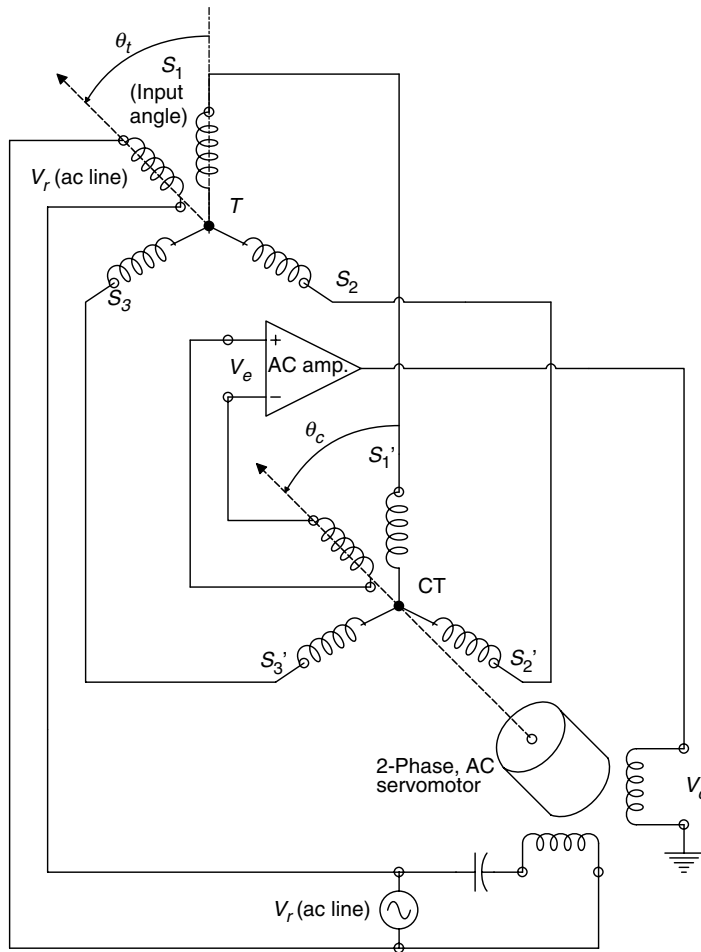 θt
S1
(Input
angle)
Vr (ac line)
T
S3
S2
+
AC amp.
Ve
−
θc
S1'
CT
S3'
S2'
2-Phase, AC
servomotor
Vr (ac line)